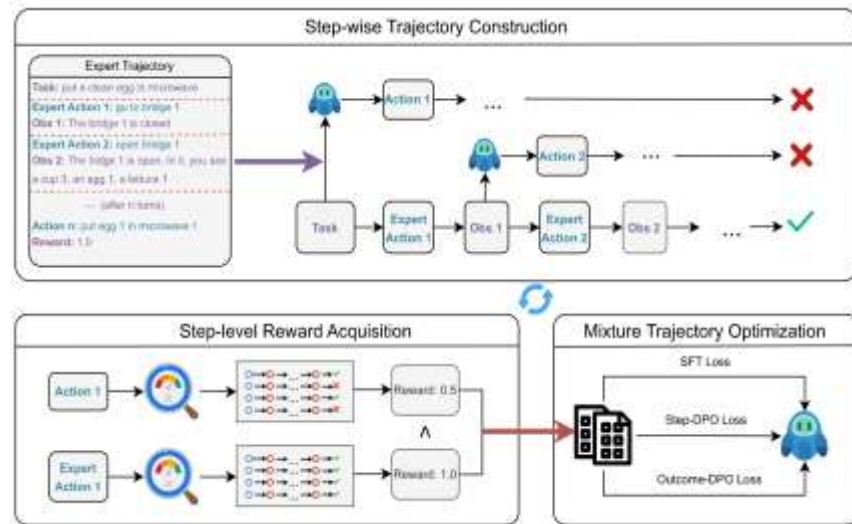 Step-wise Trajectory Construction
Expert Trajectory
Task: put a clean egg in microwave
Expert Action 1: go to bridge 1
Obs 1: The bridge 1 is closed
Expert Action 2: open bridge 1
Obs 2: The fridge 1 is open. In it, you see
a cup 3, an egg 1, a lettuce 1
.... (after n turns)
Action n: put egg 1 in microwave 1
Reward: 1.0
Action 1
...
Action 2
...
Task
Expert
Action 1
Obs 1
Expert
Action 2
Obs 2
...
Step-level Reward Acquisition
Action 1
Reward: 0.5
Expert
Action 1
Reward: 1.0
Mixture Trajectory Optimization
SFT Loss
Step-DPO Loss
Outcome-DPO Loss